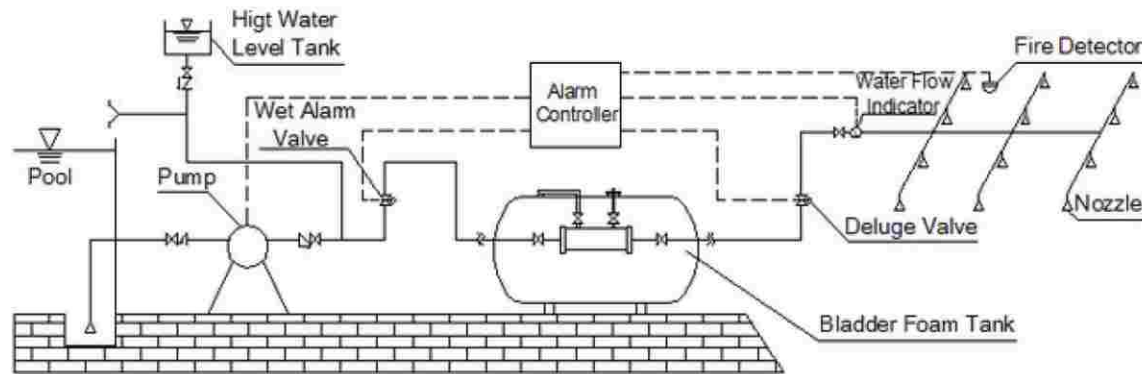 Higt Water
Level Tank
Fire Detector
Water Flow
Indicator
Alarm
Controller
Wet Alarm
Valve
Pool
Pump
Nozzle
Deluge Valve
Bladder Foam Tank